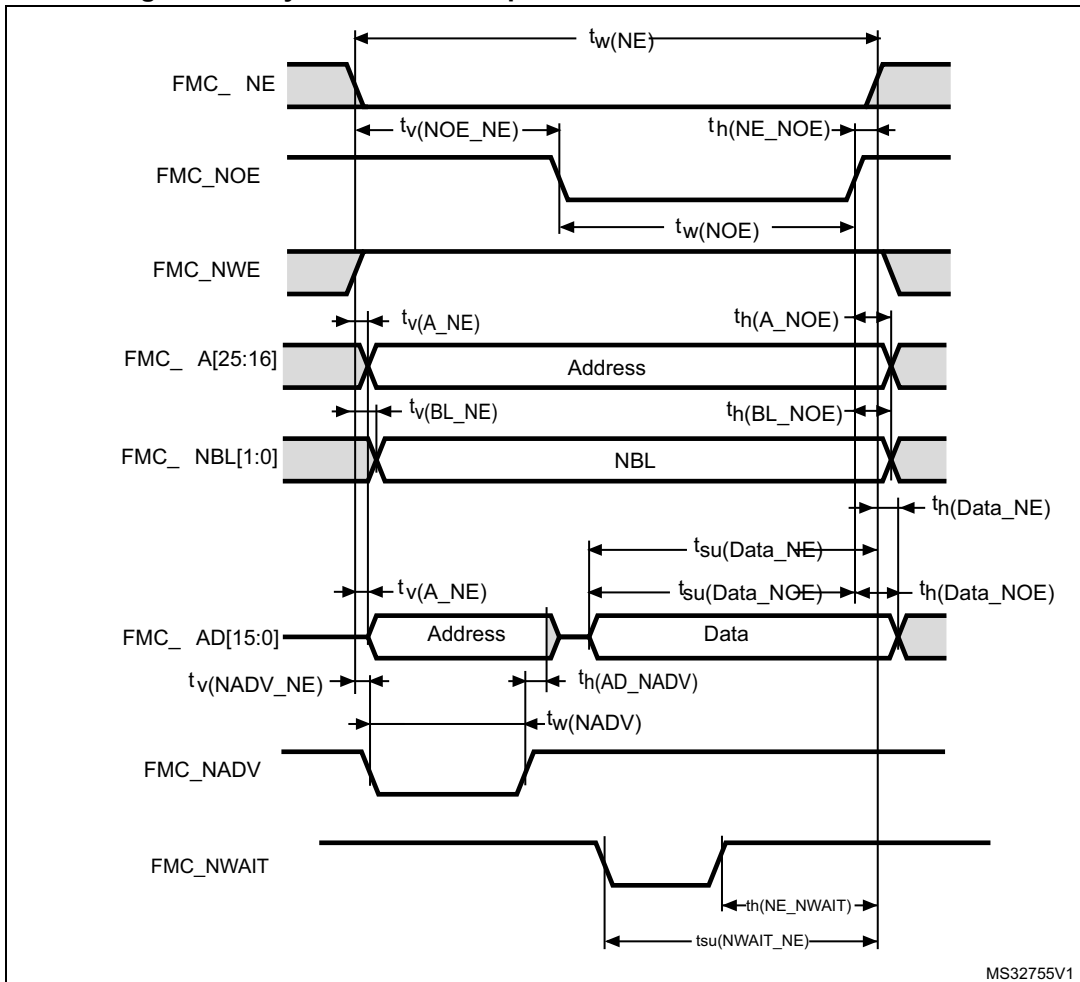 tw(NE)
FMC_ NE
tv(NOE_NE)
th(NE_NOE)
FMC_NOE
tw(NOE)
FMC_NWE
tv(A_NE)
th(A_NOE)
FMC_ A[25:16]
Address
tv(BL_NE)
th(BL_NOE)
FMC_ NBL[1:0]
NBL
th(Data_NE)
tsu(Data_NE)
tv(A_NE)
tsu(Data_NOE)
th(Data_NOE)
FMC_ AD[15:0]
Address
Data
tv(NADV_NE)
th(AD_NADV)
tw(NADV)
FMC_NADV
FMC_NWAIT
th(NE_NWAIT)
tsu(NWAIT_NE)
MS32755V1